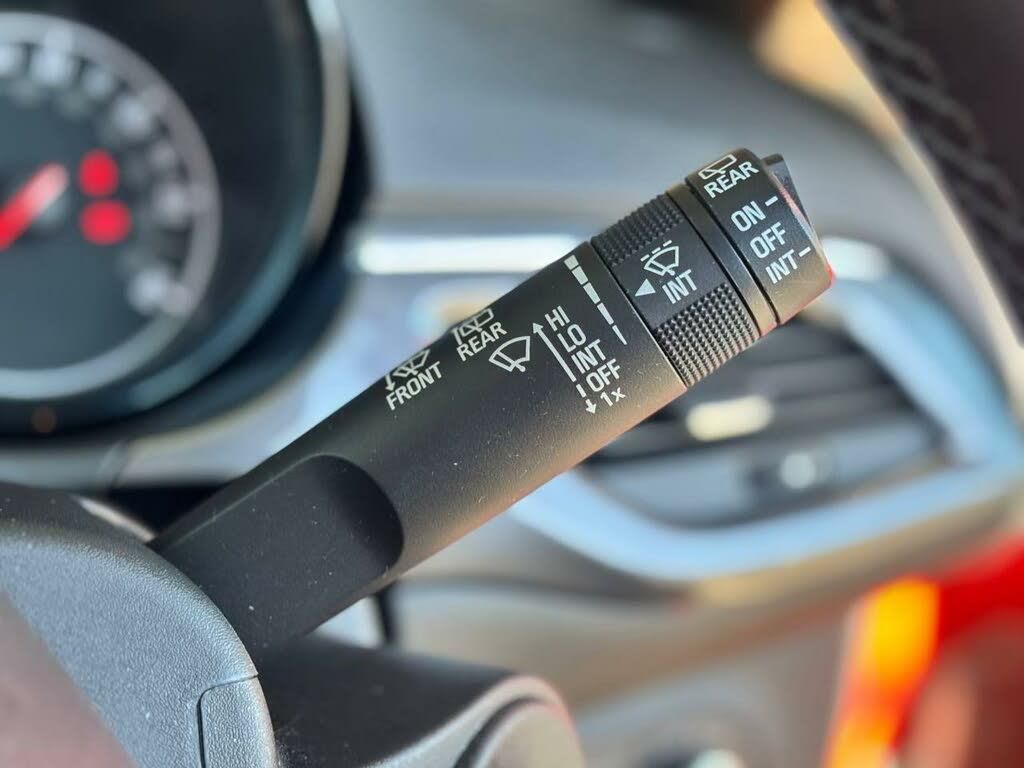 REAR
ON
OFF
INT
INT
HI
LO
INT
OFF
1x
REAR
FRONT